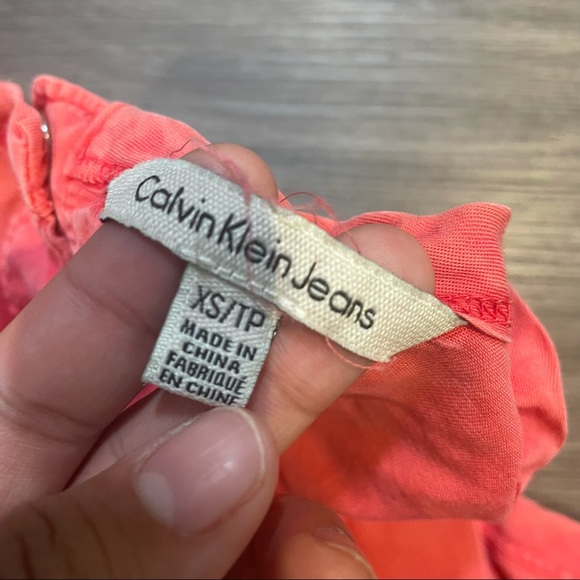 Calvin Klein Jeans
XS/TP
MADE IN
CHINA
FABRIQUÉ
EN CHINE